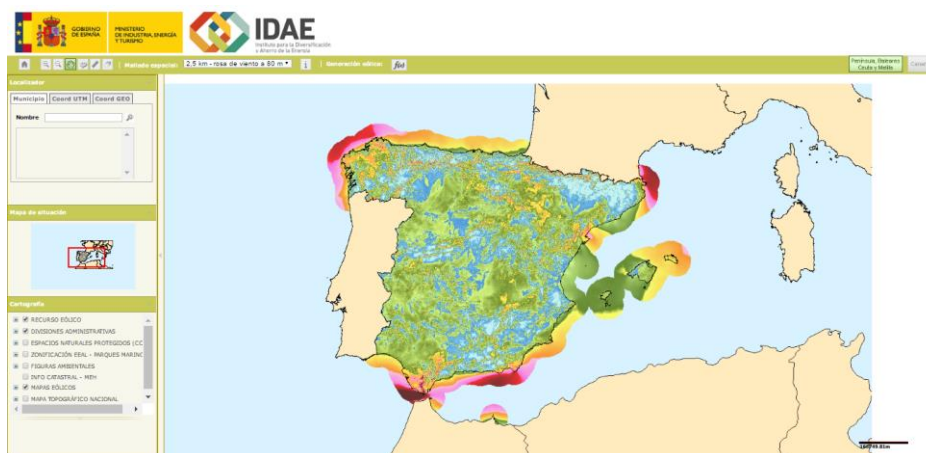 GOBIERNO
DE ESPAÑA
MINISTERIO
DE INDUSTRIA, ENERGÍA
Y TURISMO
IDAE
Instituto para la Diversificación
y Ahorro de la Energía
Mallado espacial:
2,5 km - rosa de viento a 80 m
i
Generación eólica:
f(x)
Península, Baleares
Ceuta y Melilla
Localizador
Municipio
Coord UTM
Coord GEO
Nombre
Mapa de situación
Cartografía
RECURSO EÓLICO
DIVISIONES ADMINISTRATIVAS
ESPACIOS NATURALES PROTEGIDOS (CC
ZONIFICACIÓN EEAL - PARQUES MARINO
FIGURAS AMBIENTALES
INFO CATASTRAL - MEH
MAPAS EÓLICOS
MAPA TOPOGRÁFICO NACIONAL